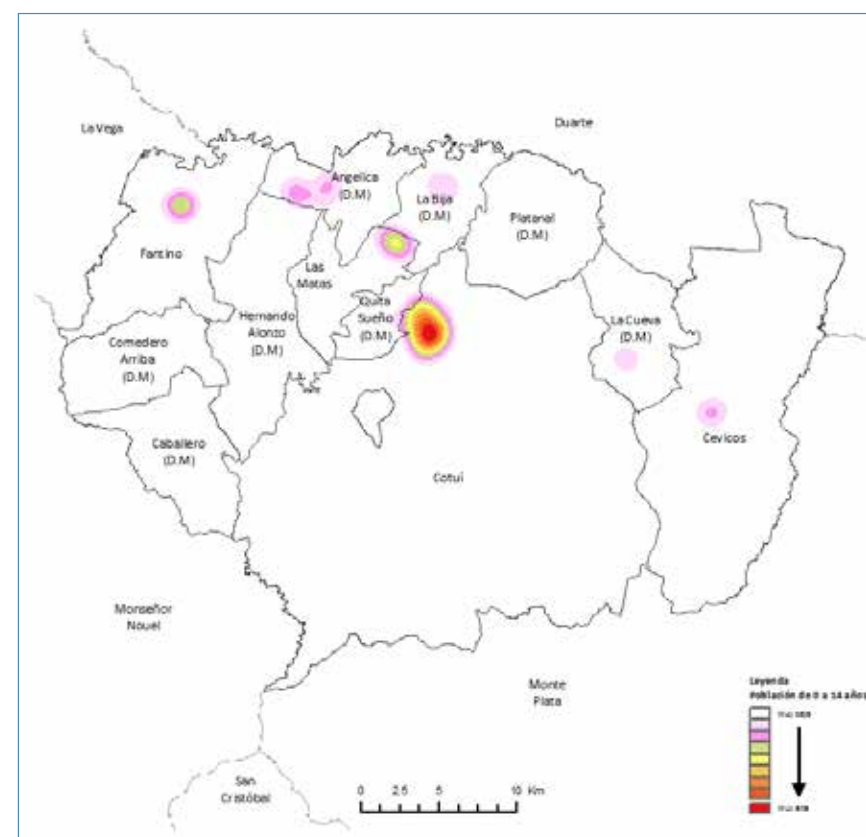 La Vega
Duarte
Angelica
(D.M)
La Bija
(D.M)
Platanal
(D.M)
Fantino
Las
Matas
Quita
Sueño
(D.M)
Hernando
Alonzo
(D.M)
La Cueva
(D.M)
Comedero
Arriba
(D.M)
Caballero
(D.M)
Cevicos
Cotuí
Monseñor
Nouel
Monte
Plata
San
Cristóbal
0 2.5 5 10 Km
Leyenda
Población de 0 a 14 años